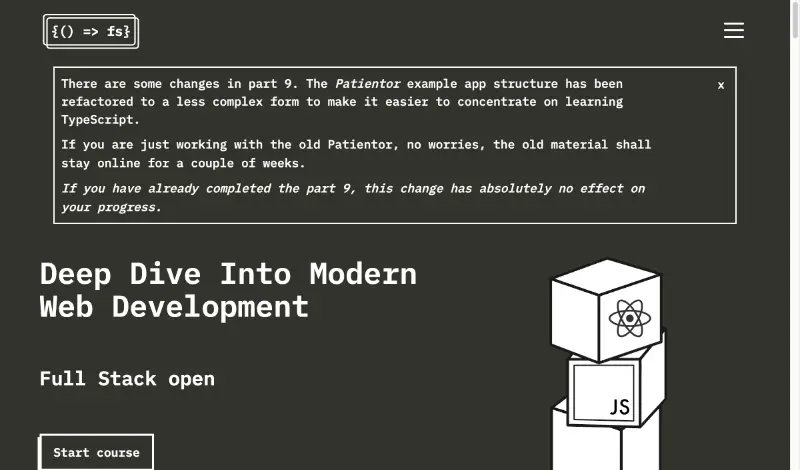 {() => fs}
There are some changes in part 9. The Patientor example app structure has been
refactored to a less complex form to make it easier to concentrate on learning
TypeScript.
x
If you are just working with the old Patientor, no worries, the old material shall
stay online for a couple of weeks.
If you have already completed the part 9, this change has absolutely no effect on
your progress.
Deep Dive Into Modern
Web Development
Full Stack open
JS
Start course